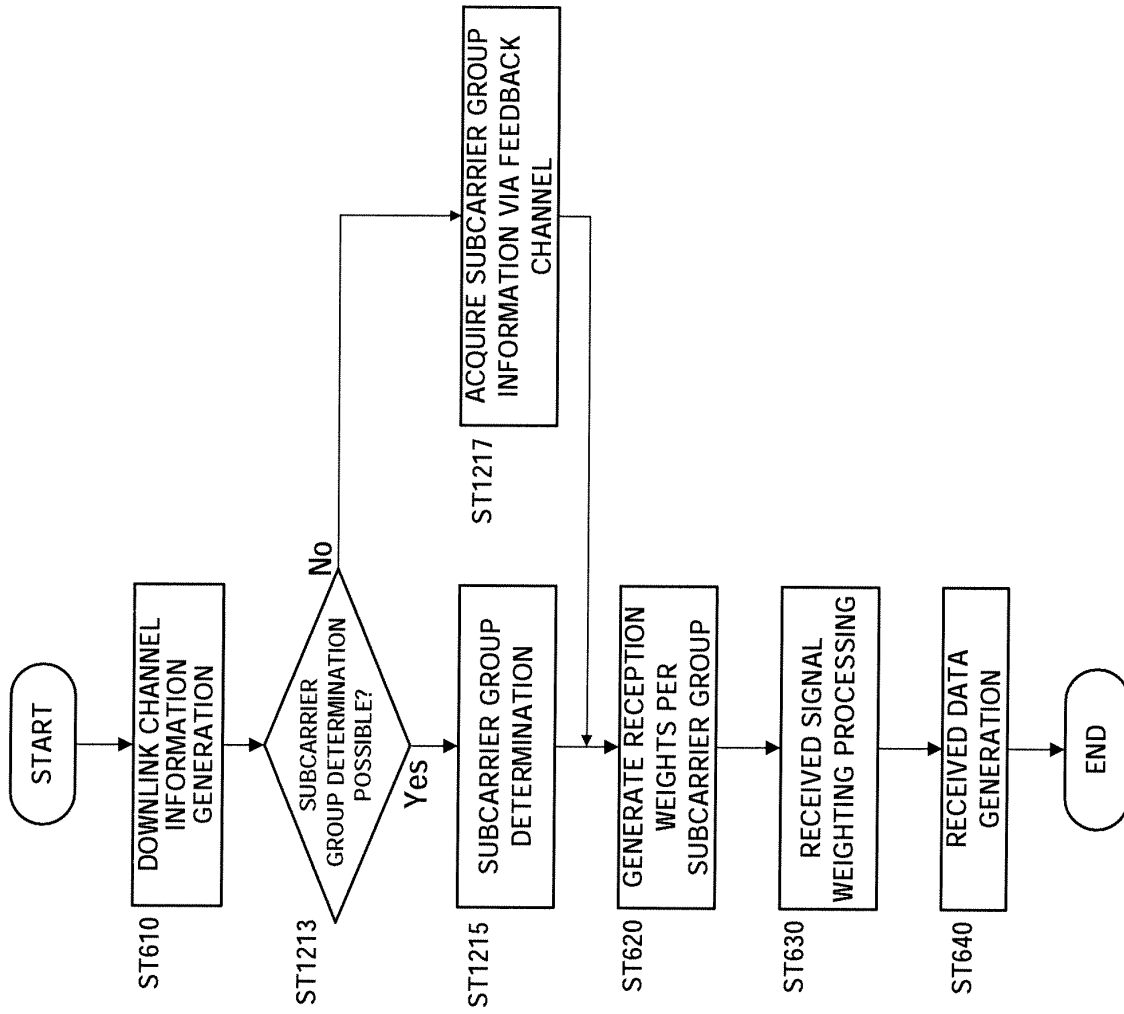 START
ST610
DOWNLINK CHANNEL
INFORMATION
GENERATION
ST1213
SUBCARRIER
GROUP DETERMINATION
POSSIBLE?
No
Yes
ST1215
SUBCARRIER GROUP
DETERMINATION
ST1217
ACQUIRE SUBCARRIER GROUP
INFORMATION VIA FEEDBACK
CHANNEL
ST620
GENERATE RECEPTION
WEIGHTS PER
SUBCARRIER GROUP
ST630
RECEIVED SIGNAL
WEIGHTING PROCESSING
ST640
RECEIVED DATA
GENERATION
END